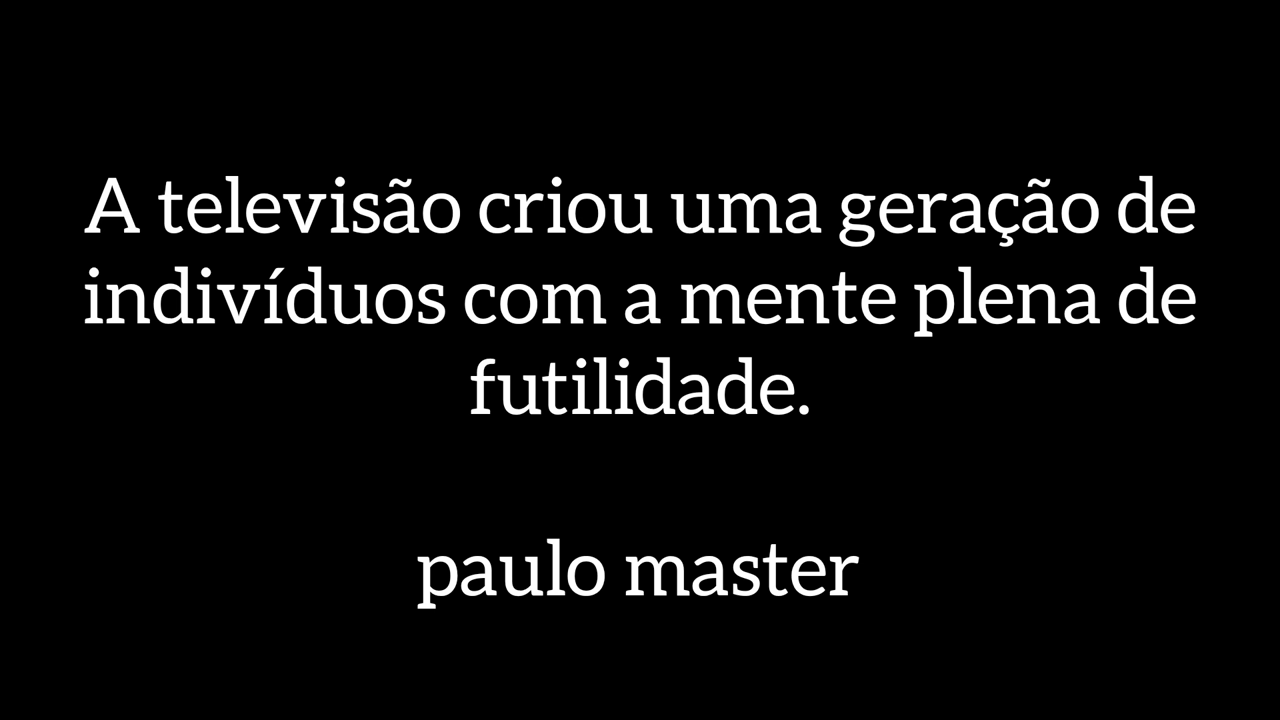 A televisão criou uma geração de
indivíduos com a mente plena de
futilidade.
paulo master